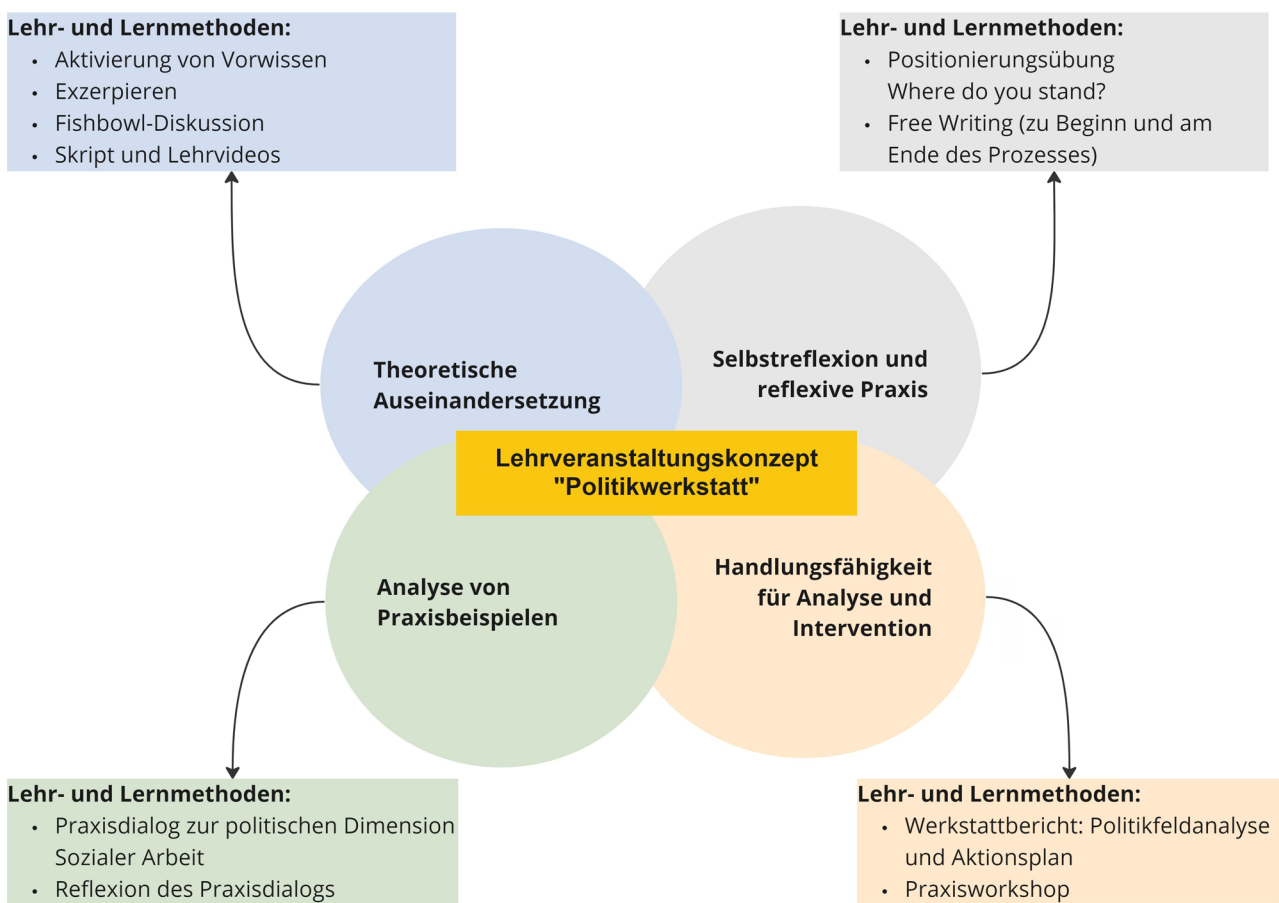 Lehr- und Lernmethoden:
• Aktivierung von Vorwissen
• Exzerpieren
• Fishbowl-Diskussion
• Skript und Lehrvideos
Lehr- und Lernmethoden:
• Positionierungsübung
Where do you stand?
• Free Writing (zu Beginn und am
Ende des Prozesses)
Theoretische
Auseinandersetzung
Selbstreflexion und
reflexive Praxis
Lehrveranstaltungskonzept
"Politikwerkstatt"
Analyse von
Praxisbeispielen
Handlungsfähigkeit
für Analyse und
Intervention
Lehr- und Lernmethoden:
• Praxisdialog zur politischen Dimension
Sozialer Arbeit
• Reflexion des Praxisdialogs
Lehr- und Lernmethoden:
• Werkstattbericht: Politikfeldanalyse
und Aktionsplan
• Praxisworkshop